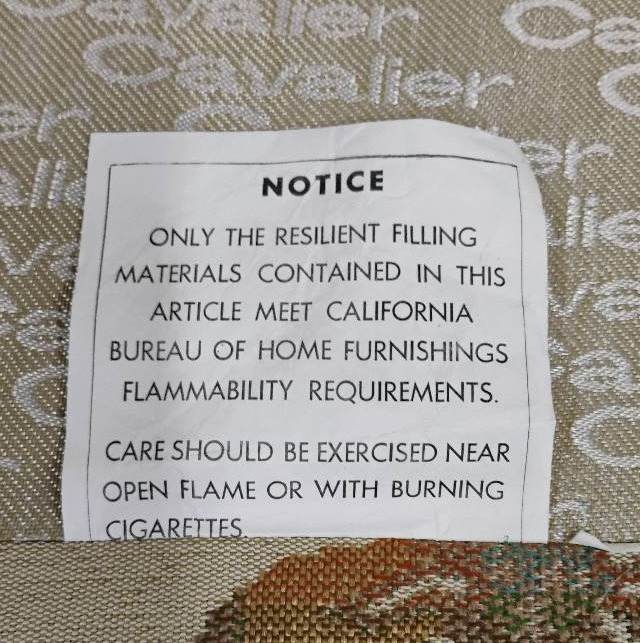 Cavalier
Cavalier
NOTICE
ONLY THE RESILIENT FILLING
MATERIALS CONTAINED IN THIS
ARTICLE MEET CALIFORNIA
BUREAU OF HOME FURNISHINGS
FLAMMABILITY REQUIREMENTS.
CARE SHOULD BE EXERCISED NEAR
OPEN FLAME OR WITH BURNING
CIGARETTES.